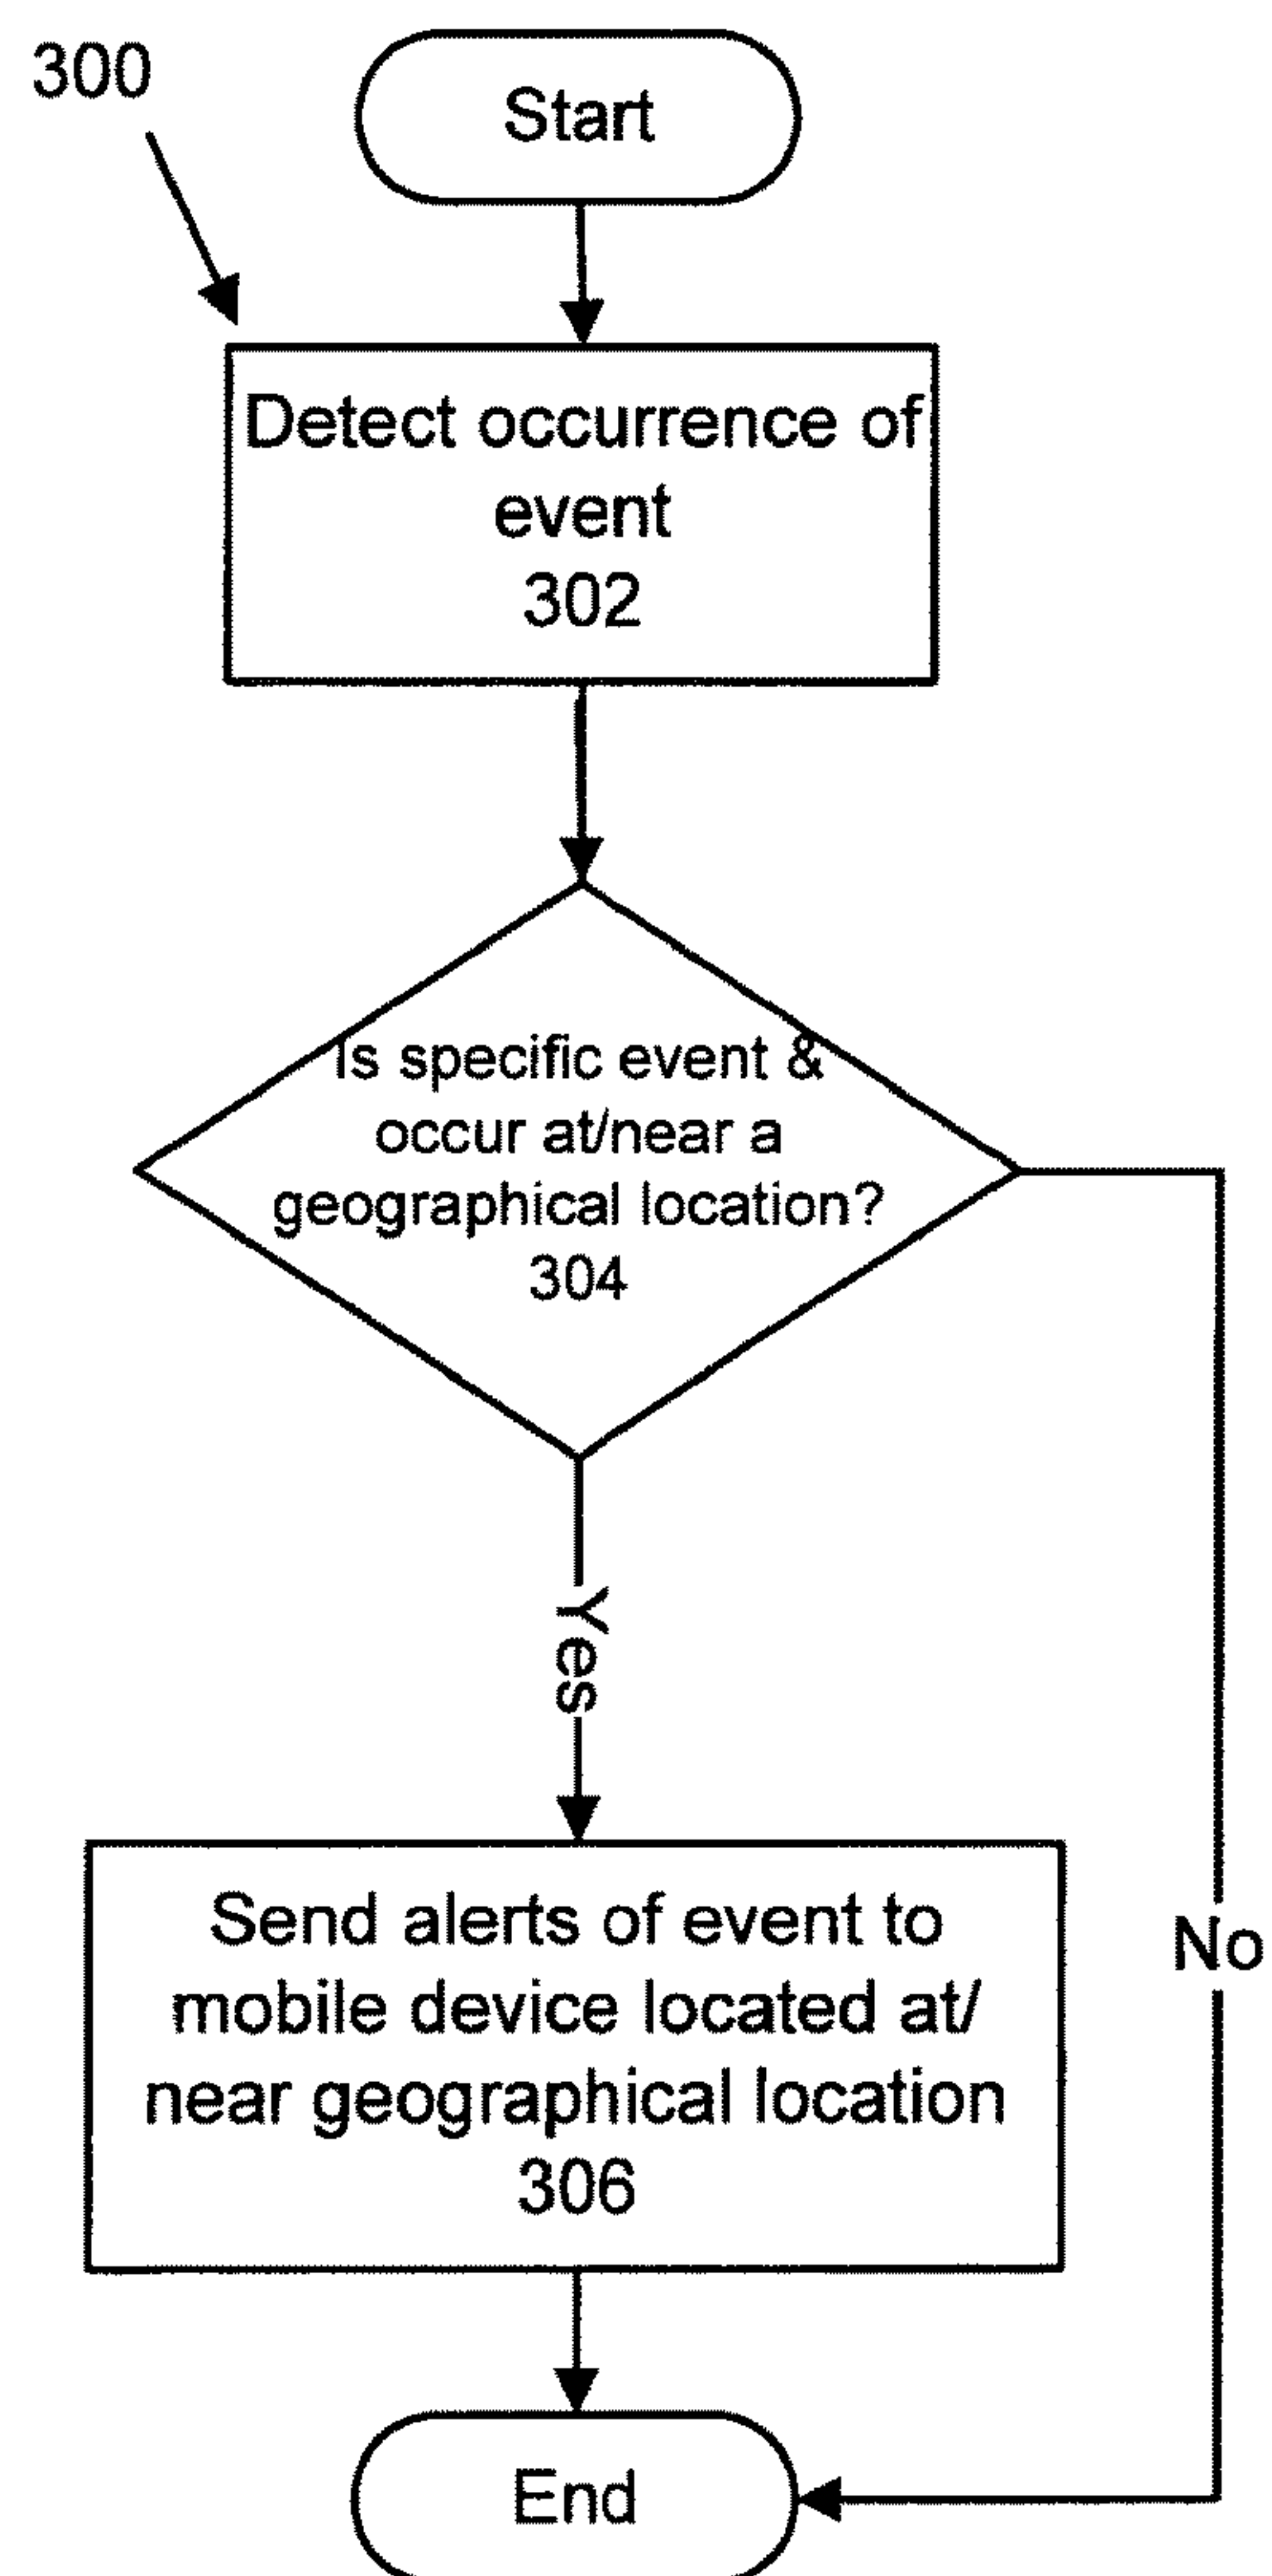 300
Start
Detect occurrence of
event
302
Is specific event &
occur at/near a
geographical location?
304
Yes
Send alerts of event to
mobile device located at/
near geographical location
306
No
End